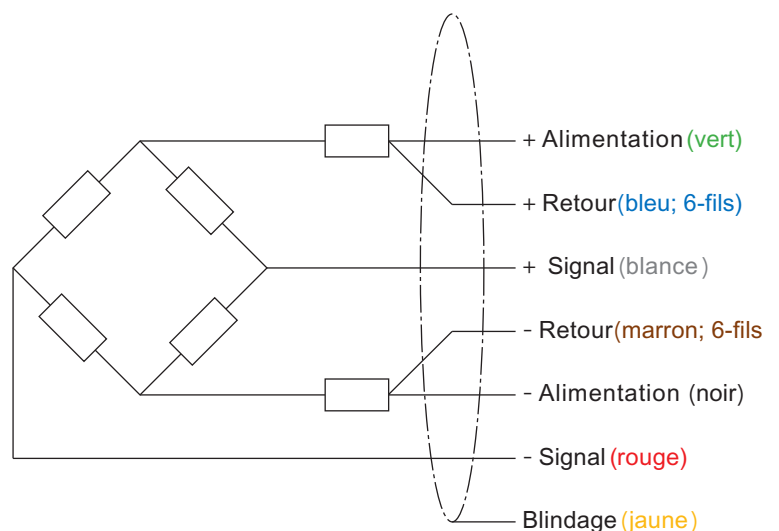 + Alimentation (vert)
+ Retour (bleu; 6-fils)
+ Signal (blance)
- Retour (marron; 6-fils
- Alimentation (noir)
- Signal (rouge)
Blindage (jaune)